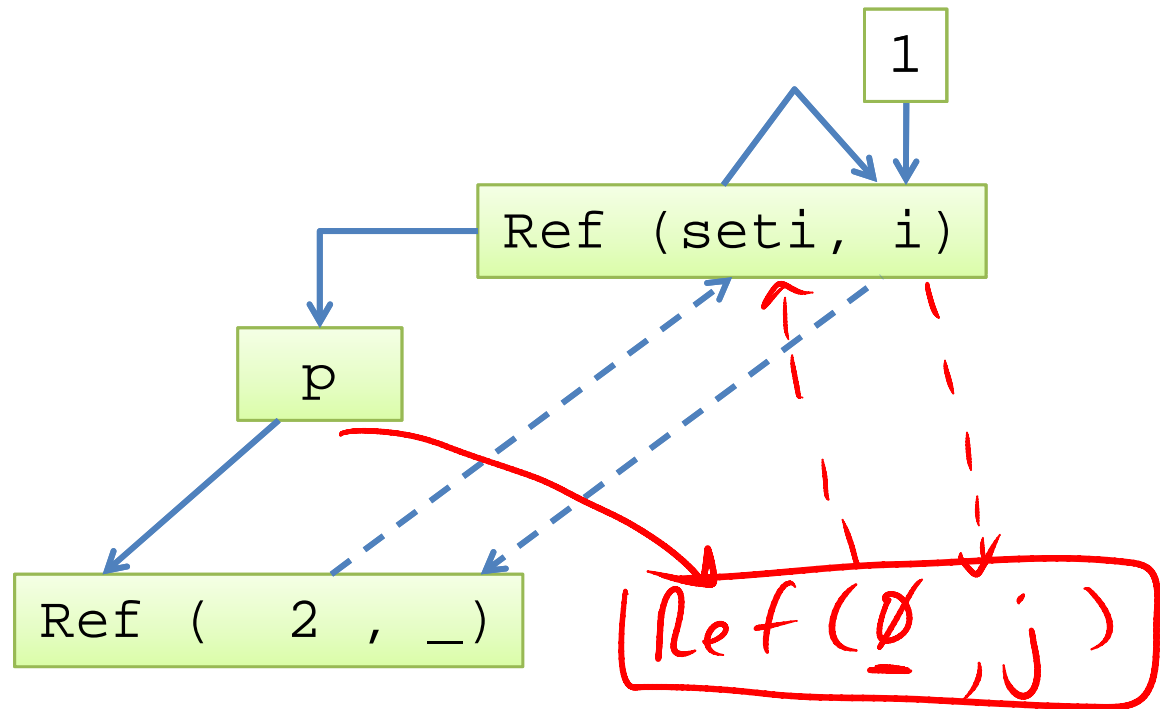 1
Ref (seti, i)
p
Ref ( 2 , _)
Ref (0, j )